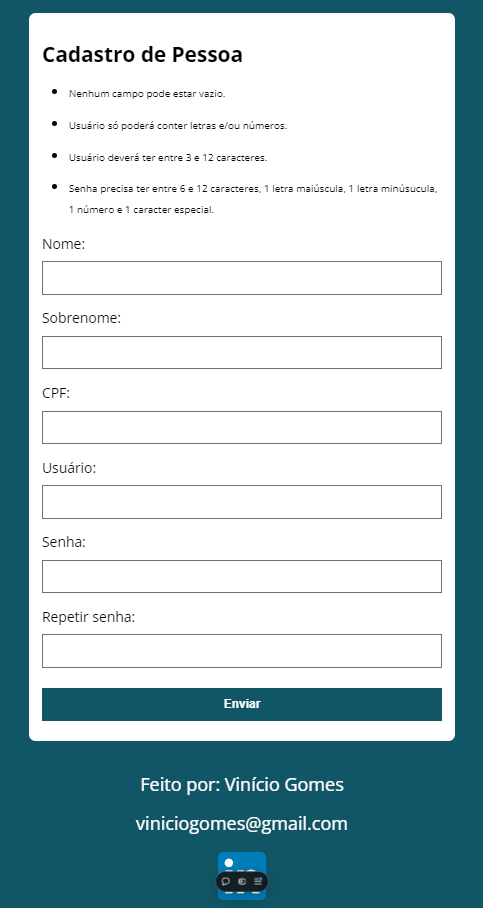 Cadastro de Pessoa
Nenhum campo pode estar vazio.
Usuário só poderá conter letras e/ou números.
Usuário deverá ter entre 3 e 12 caracteres.
Senha precisa ter entre 6 e 12 caracteres, 1 letra maiúscula, 1 letra minúsucula,
1 número e 1 caracter especial.
Nome:
Sobrenome:
CPF:
Usuário:
Senha:
Repetir senha:
Enviar
Feito por: Vinício Gomes
viniciogomes@gmail.com